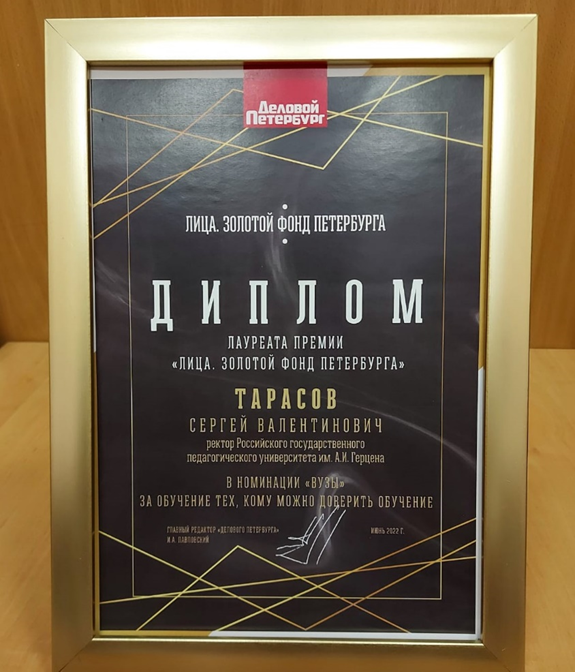 Деловой
Петербург
ЛИЦА. ЗОЛОТОЙ ФОНД ПЕТЕРБУРГА
ДИПЛОМ
ЛАУРЕАТА ПРЕМИИ
«ЛИЦА. ЗОЛОТОЙ ФОНД ПЕТЕРБУРГА»
ТАРАСОВ
СЕРГЕЙ ВАЛЕНТИНОВИЧ
ректор Российского государственного
педагогического университета им. А.И. Герцена
В НОМИНАЦИИ «ВУЗЫ»
ЗА ОБУЧЕНИЕ ТЕХ, КОМУ МОЖНО ДОВЕРИТЬ ОБУЧЕНИЕ
ГЛАВНЫЙ РЕДАКТОР «ДЕЛОВОГО ПЕТЕРБУРГА»
И.А. ПАВЛОВСКИЙ
ИЮНЬ 2022 Г.